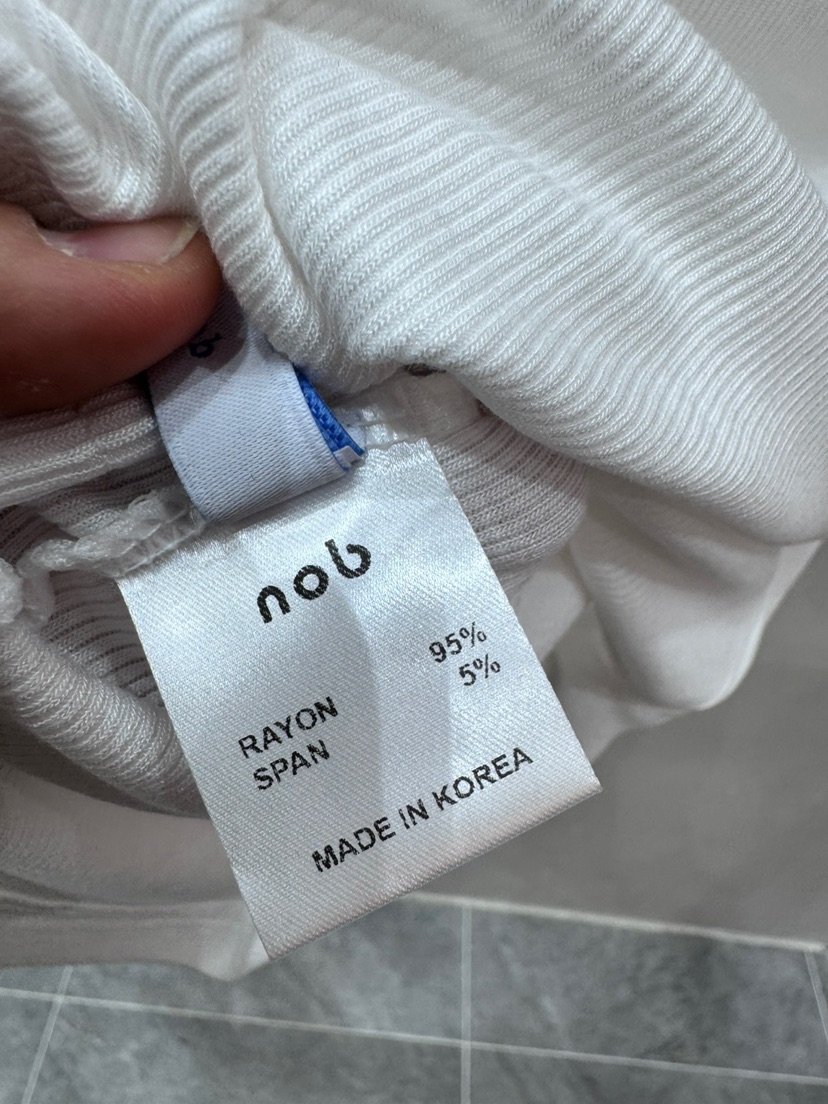 nob
RAYON 95%
SPAN 5%
MADE IN KOREA